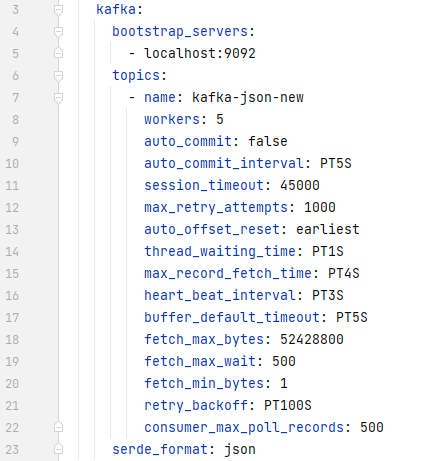 3 kafka:
4 bootstrap_servers:
5 - localhost:9092
6 topics:
7 - name: kafka-json-new
8 workers: 5
9 auto_commit: false
10 auto_commit_interval: PT5S
11 session_timeout: 45000
12 max_retry_attempts: 1000
13 auto_offset_reset: earliest
14 thread_waiting_time: PT1S
15 max_record_fetch_time: PT4S
16 heart_beat_interval: PT3S
17 buffer_default_timeout: PT5S
18 fetch_max_bytes: 52428800
19 fetch_max_wait: 500
20 fetch_min_bytes: 1
21 retry_backoff: PT100S
22 consumer_max_poll_records: 500
23 serde_format: json